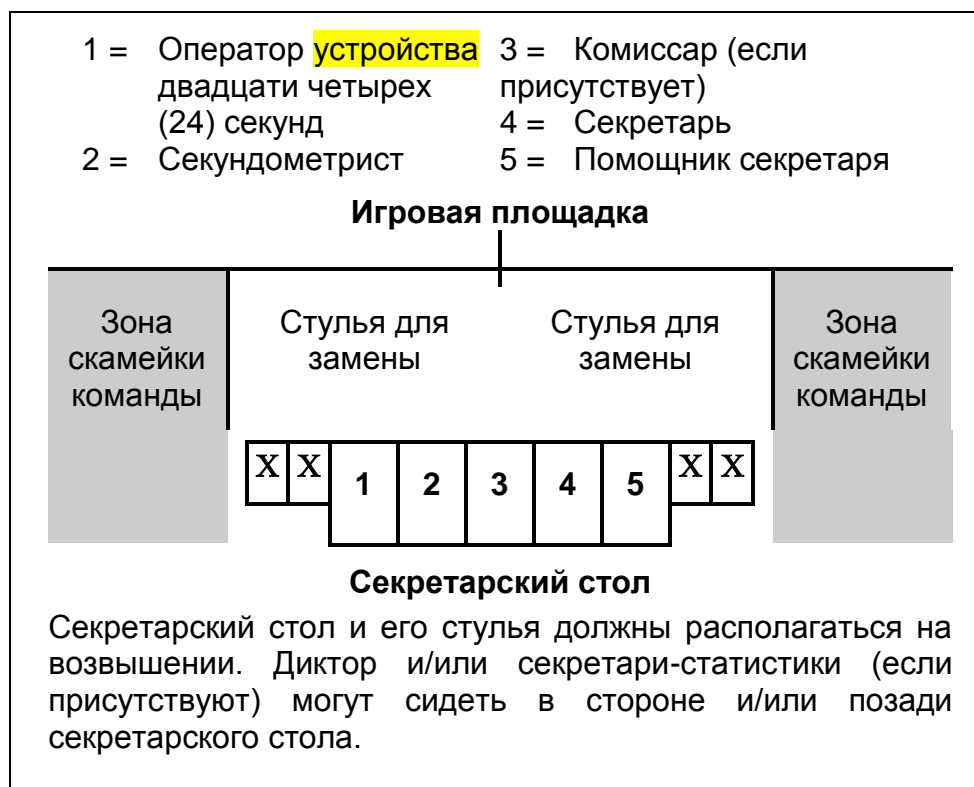 1 = Оператор устройства
двадцати четырех
(24) секунд
2 = Секундометрист
3 = Комиссар (если
присутствует)
4 = Секретарь
5 = Помощник секретаря
Игровая площадка
Зона
скамейки
команды
Стулья для
замены
Стулья для
замены
Зона
скамейки
команды
X X 1 2 3 4 5 X X
Секретарский стол
Секретарский стол и его стулья должны располагаться на
возвышении. Диктор и/или секретари-статистики (если
присутствуют) могут сидеть в стороне и/или позади
секретарского стола.